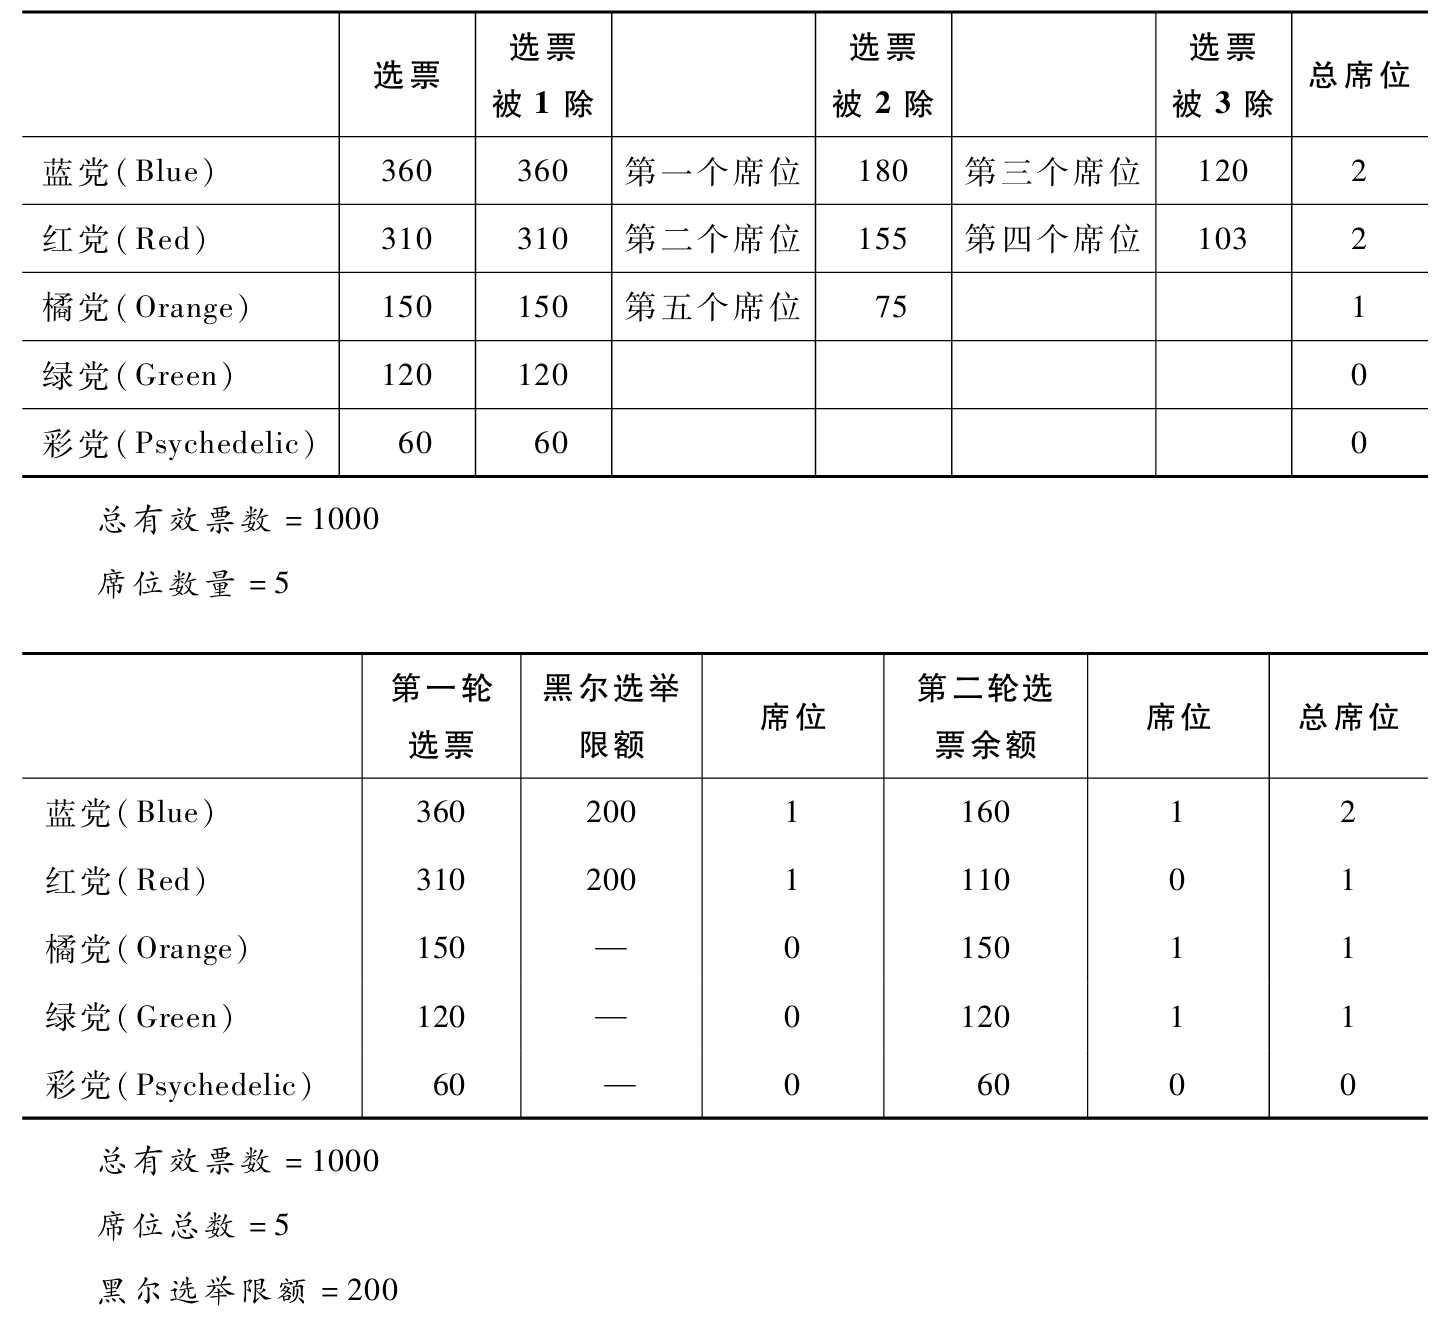 选票 选票被1除 选票被2除 选票被3除 总席位
蓝党(Blue) 360 360 第一个席位 180 第三个席位 120 2
红党(Red) 310 310 第二个席位 155 第四个席位 103 2
橘党(Orange) 150 150 第五个席位 75 1
绿党(Green) 120 120 0
彩党(Psychedelic) 60 60 0
总有效票数=1000
席位数量=5
第一轮选票 黑尔选举限额 席位 第二轮选票余额 席位 总席位
蓝党(Blue) 360 200 1 160 1 2
红党(Red) 310 200 1 110 0 1
橘党(Orange) 150 — 0 150 1 1
绿党(Green) 120 — 0 120 1 1
彩党(Psychedelic) 60 — 0 60 0 0
总有效票数=1000
席位总数=5
黑尔选举限额=200